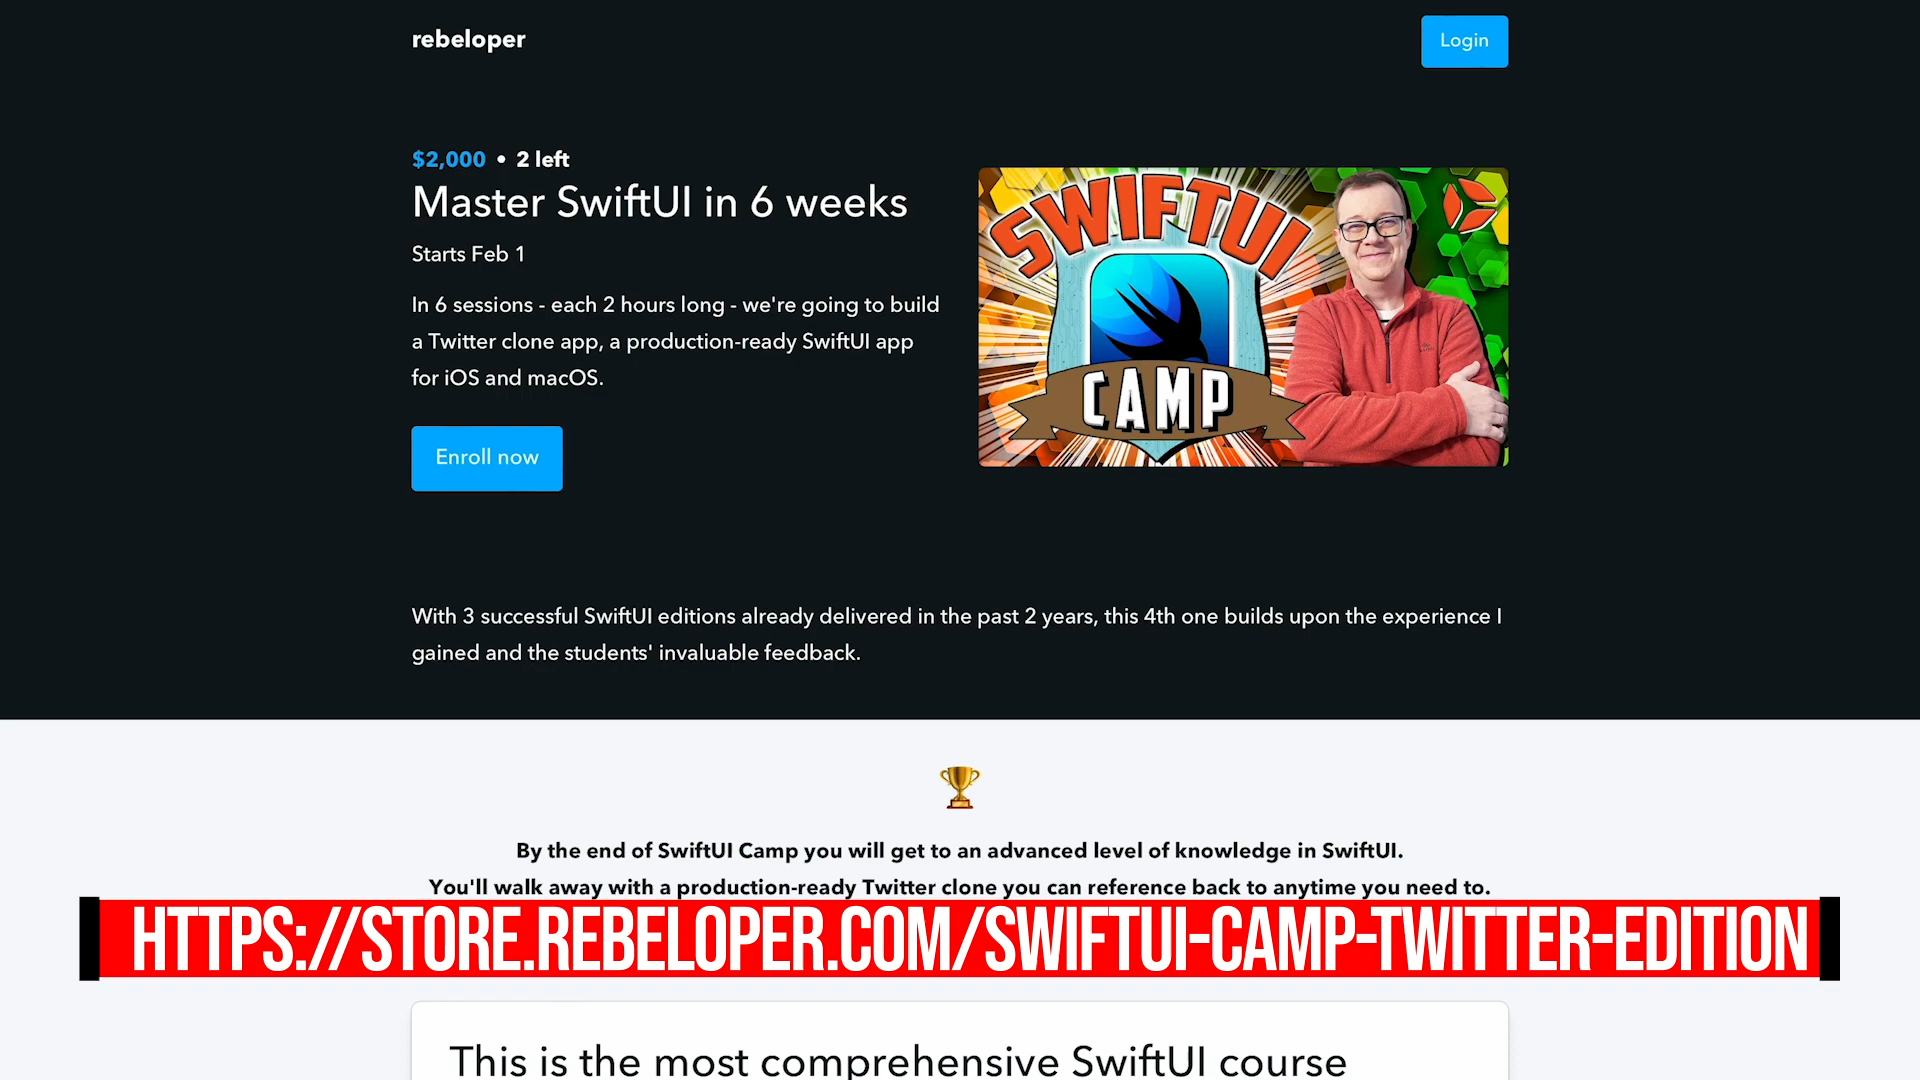 rebeloper
Login
$2,000 • 2 left
Master SwiftUI in 6 weeks
Starts Feb 1
In 6 sessions - each 2 hours long - we're going to build
a Twitter clone app, a production-ready SwiftUI app
for iOS and macOS.
Enroll now
SWIFTUI
CAMP
With 3 successful SwiftUI editions already delivered in the past 2 years, this 4th one builds upon the experience I
gained and the students' invaluable feedback.
By the end of SwiftUI Camp you will get to an advanced level of knowledge in SwiftUI.
You'll walk away with a production-ready Twitter clone you can reference back to anytime you need to.
HTTPS://STORE.REBELOPER.COM/SWIFTUI-CAMP-TWITTER-EDITION
This is the most comprehensive SwiftUI course